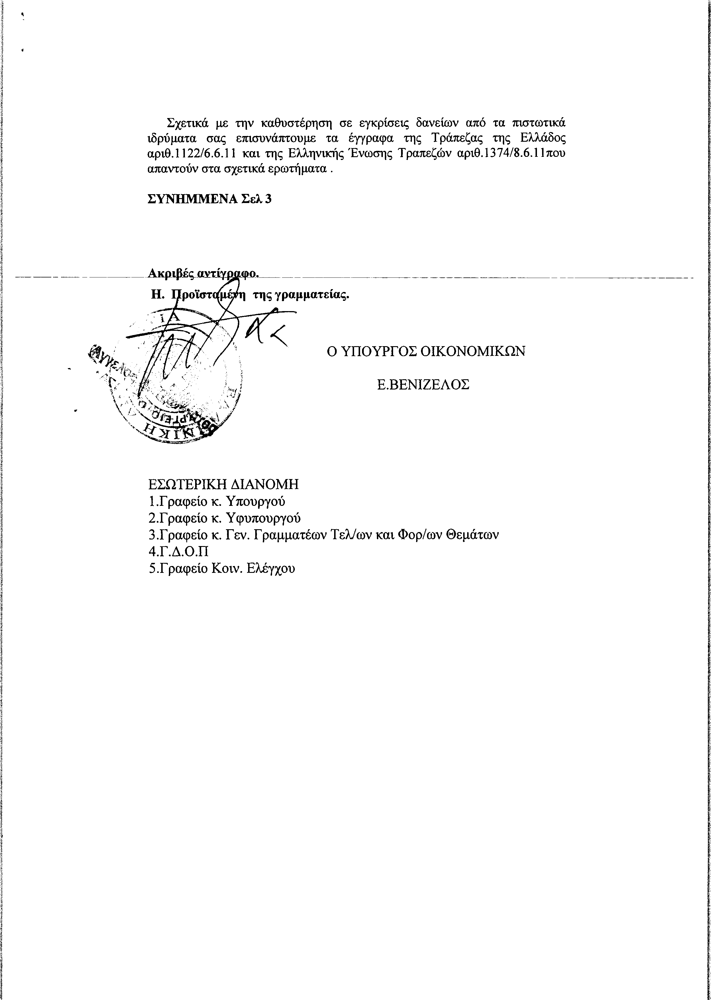 Σχετικά με την καθυστέρηση σε εγκρίσεις δανείων από τα πιστωτικά
ιδρύματα σας επισυνάπτουμε τα έγγραφα της Τράπεζας της Ελλάδος
αριθ.1122/6.6.11 και της Ελληνικής Ένωσης Τραπεζών αριθ.1374/8.6.11που
απαντούν στα σχετικά ερωτήματα .
ΣΥΝΗΜΜΕΝΑ Σελ 3
Ακριβές αντίγραφο.
Η. Προϊσταμένη της γραμματείας.
Ο ΥΠΟΥΡΓΟΣ ΟΙΚΟΝΟΜΙΚΩΝ
Ε.ΒΕΝΙΖΕΛΟΣ
ΕΣΩΤΕΡΙΚΗ ΔΙΑΝΟΜΗ
1.Γραφείο κ. Υπουργού
2.Γραφείο κ. Υφυπουργού
3.Γραφείο κ. Γεν. Γραμματέων Τελ/ων και Φορ/ων Θεμάτων
4.Γ.Δ.Ο.Π
5.Γραφείο Κοιν. Ελέγχου